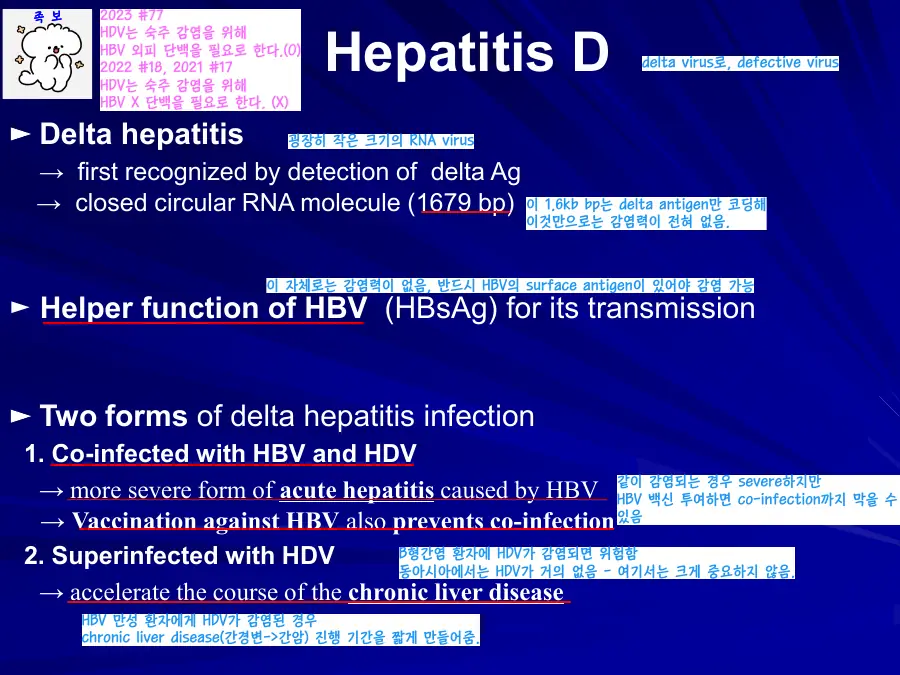 족 보
2023 #77
HDV는 숙주 감염을 위해
HBV 외피 단백을 필요로 한다.(O)
2022 #18, 2021 #17
HDV는 숙주 감염을 위해
HBV X 단백을 필요로 한다. (X)
Hepatitis D
delta virus로, defective virus
► Delta hepatitis
굉장히 작은 크기의 RNA virus
→ first recognized by detection of delta Ag
→ closed circular RNA molecule (1679 bp)
이 1.6kb bp는 delta antigen만 코딩해
이것만으로는 감염력이 전혀 없음.
이 자체로는 감염력이 없음, 반드시 HBV의 surface antigen이 있어야 감염 가능
► Helper function of HBV (HBsAg) for its transmission
► Two forms of delta hepatitis infection
1. Co-infected with HBV and HDV
→ more severe form of acute hepatitis caused by HBV
→ Vaccination against HBV also prevents co-infection
같이 감염되는 경우 severe하지만
HBV 백신 투여하면 co-infection까지 막을 수
있음
2. Superinfected with HDV
B형간염 환자에 HDV가 감염되면 위험함
동아시아에서는 HDV가 거의 없음 - 여기서는 크게 중요하지 않음.
→ accelerate the course of the chronic liver disease
HBV 만성 환자에게 HDV가 감염된 경우
chronic liver disease(간경변->간암) 진행 기간을 짧게 만들어줌.